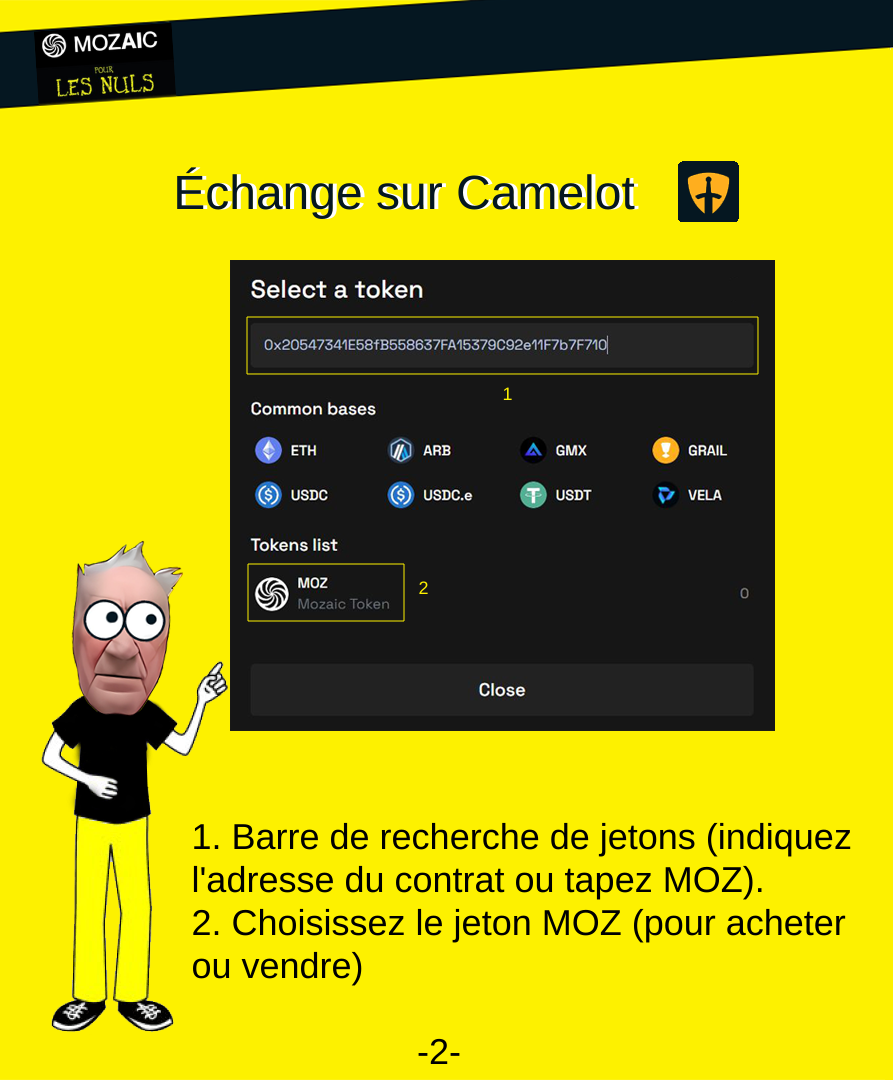 MOZAIC
POUR
LES NULS
Échange sur Camelot
Select a token
0x20547341E58fB558637FA15379C92e11F7b7F710
1
Common bases
ETH
ARB
GMX
GRAIL
USDC
USDC.e
USDT
VELA
Tokens list
MOZ
2
Mozaic Token
0
Close
1. Barre de recherche de jetons (indiquez
l'adresse du contrat ou tapez MOZ).
2. Choisissez le jeton MOZ (pour acheter
ou vendre)
-2-